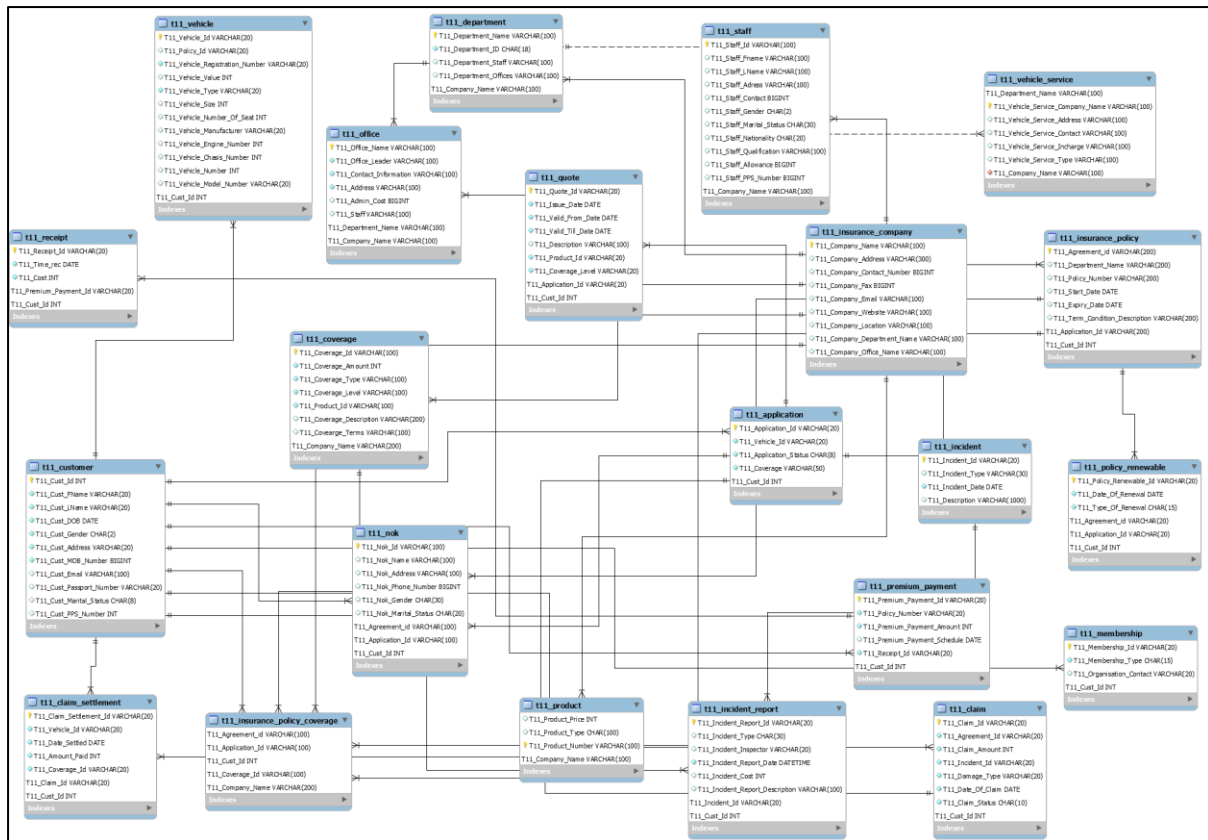 t11_vehicle
T11_Vehicle_Id VARCHAR(20)
T11_Policy_Id VARCHAR(20)
T11_Vehicle_Registration_Number VARCHAR(20)
T11_Vehicle_Value INT
T11_Vehicle_Type VARCHAR(20)
T11_Vehicle_Size INT
T11_Vehicle_Number_Of_Seat INT
T11_Vehicle_Manufacturer VARCHAR(20)
T11_Vehicle_Engine_Number INT
T11_Vehicle_Chasis_Number INT
T11_Vehicle_Number INT
T11_Vehicle_Model_Number VARCHAR(20)
T11_Cust_Id INT
Indexes
t11_department
T11_Department_Name VARCHAR(100)
T11_Department_ID CHAR(18)
T11_Department_Staff VARCHAR(100)
T11_Department_Offices VARCHAR(100)
T11_Company_Name VARCHAR(100)
Indexes
t11_staff
T11_Staff_Id VARCHAR(100)
T11_Staff_Fname VARCHAR(100)
T11_Staff_LName VARCHAR(100)
T11_Staff_Adress VARCHAR(100)
T11_Staff_Contact BIGINT
T11_Staff_Gender CHAR(2)
T11_Staff_Marital_Status CHAR(30)
T11_Staff_Nationality CHAR(20)
T11_Staff_Qualification VARCHAR(100)
T11_Staff_Allowance BIGINT
T11_Staff_PPS_Number BIGINT
T11_Company_Name VARCHAR(100)
Indexes
t11_vehicle_service
T11_Department_Name VARCHAR(100)
T11_Vehicle_Service_Company_Name VARCHAR(100)
T11_Vehicle_Service_Address VARCHAR(100)
T11_Vehicle_Service_Contact VARCHAR(100)
T11_Vehicle_Service_Incharge VARCHAR(100)
T11_Vehicle_Service_Type VARCHAR(100)
T11_Company_Name VARCHAR(100)
Indexes
t11_office
T11_Office_Name VARCHAR(100)
T11_Office_Leader VARCHAR(100)
T11_Contact_Information VARCHAR(100)
T11_Address VARCHAR(100)
T11_Admin_Cost BIGINT
T11_Staff VARCHAR(100)
T11_Department_Name VARCHAR(100)
T11_Company_Name VARCHAR(100)
Indexes
t11_quote
T11_Quote_Id VARCHAR(20)
T11_Issue_Date DATE
T11_Valid_From_Date DATE
T11_Valid_Till_Date DATE
T11_Description VARCHAR(100)
T11_Product_Id VARCHAR(20)
T11_Coverage_Level VARCHAR(20)
T11_Application_Id VARCHAR(20)
T11_Cust_Id INT
Indexes
t11_receipt
T11_Receipt_Id VARCHAR(20)
T11_Time_rec DATE
T11_Cost INT
T11_Premium_Payment_Id VARCHAR(20)
T11_Cust_Id INT
Indexes
t11_insurance_company
T11_Company_Name VARCHAR(100)
T11_Company_Address VARCHAR(300)
T11_Company_Contact_Number BIGINT
T11_Company_Fax BIGINT
T11_Company_Email VARCHAR(100)
T11_Company_Website VARCHAR(100)
T11_Company_Location VARCHAR(100)
T11_Company_Department_Name VARCHAR(100)
T11_Company_Office_Name VARCHAR(100)
Indexes
t11_insurance_policy
T11_Agreement_id VARCHAR(200)
T11_Department_Name VARCHAR(200)
T11_Policy_Number VARCHAR(200)
T11_Start_Date DATE
T11_Expiry_Date DATE
T11_Term_Condition_Description VARCHAR(200)
T11_Application_Id VARCHAR(200)
T11_Cust_Id INT
Indexes
t11_coverage
T11_Coverage_Id VARCHAR(100)
T11_Coverage_Amount INT
T11_Coverage_Type VARCHAR(100)
T11_Coverage_Level VARCHAR(100)
T11_Product_Id VARCHAR(100)
T11_Coverage_Description VARCHAR(200)
T11_Covearge_Terms VARCHAR(100)
T11_Company_Name VARCHAR(200)
Indexes
t11_application
T11_Application_Id VARCHAR(20)
T11_Vehicle_Id VARCHAR(20)
T11_Application_Status CHAR(8)
T11_Coverage VARCHAR(50)
T11_Cust_Id INT
Indexes
t11_incident
T11_Incident_Id VARCHAR(20)
T11_Incident_Type VARCHAR(30)
T11_Incident_Date DATE
T11_Description VARCHAR(1000)
Indexes
t11_policy_renewable
T11_Policy_Renewable_Id VARCHAR(20)
T11_Date_Of_Renewal DATE
T11_Type_Of_Renewal CHAR(15)
T11_Agreement_id VARCHAR(20)
T11_Application_Id VARCHAR(20)
T11_Cust_Id INT
Indexes
t11_customer
T11_Cust_Id INT
T11_Cust_FName VARCHAR(20)
T11_Cust_LName VARCHAR(20)
T11_Cust_DOB DATE
T11_Cust_Gender CHAR(2)
T11_Cust_Address VARCHAR(20)
T11_Cust_MOB_Number BIGINT
T11_Cust_Email VARCHAR(100)
T11_Cust_Passport_Number VARCHAR(20)
T11_Cust_Marital_Status CHAR(8)
T11_Cust_PPS_Number INT
Indexes
t11_nok
T11_Nok_Id VARCHAR(100)
T11_Nok_Name VARCHAR(100)
T11_Nok_Address VARCHAR(100)
T11_Nok_Phone_Number BIGINT
T11_Nok_Gender CHAR(30)
T11_Nok_Marital_Status CHAR(20)
T11_Agreement_id VARCHAR(100)
T11_Application_Id VARCHAR(100)
T11_Cust_Id INT
Indexes
t11_premium_payment
T11_Premium_Payment_Id VARCHAR(20)
T11_Policy_Number VARCHAR(20)
T11_Premium_Payment_Amount INT
T11_Premium_Payment_Schedule DATE
T11_Receipt_Id VARCHAR(20)
T11_Cust_Id INT
Indexes
t11_membership
T11_Membership_Id VARCHAR(20)
T11_Membership_Type CHAR(15)
T11_Organisation_Contact VARCHAR(20)
T11_Cust_Id INT
Indexes
t11_claim_settlement
T11_Claim_Settlement_Id VARCHAR(20)
T11_Vehicle_Id VARCHAR(20)
T11_Date_Settled DATE
T11_Amount_Paid INT
T11_Coverage_Id VARCHAR(20)
T11_Claim_Id VARCHAR(20)
T11_Cust_Id INT
Indexes
t11_insurance_policy_coverage
T11_Agreement_id VARCHAR(100)
T11_Application_Id VARCHAR(100)
T11_Cust_Id INT
T11_Coverage_Id VARCHAR(100)
T11_Company_Name VARCHAR(200)
Indexes
t11_product
T11_Product_Price INT
T11_Product_Type CHAR(100)
T11_Product_Number VARCHAR(100)
T11_Company_Name VARCHAR(100)
Indexes
t11_incident_report
T11_Incident_Report_Id VARCHAR(20)
T11_Incident_Type CHAR(30)
T11_Incident_Inspector VARCHAR(20)
T11_Incident_Report_Date DATETIME
T11_Incident_Cost INT
T11_Incident_Report_Description VARCHAR(100)
T11_Incident_Id VARCHAR(20)
T11_Cust_Id INT
Indexes
t11_claim
T11_Claim_Id VARCHAR(20)
T11_Agreement_Id VARCHAR(20)
T11_Claim_Amount INT
T11_Incident_Id VARCHAR(20)
T11_Damage_Type VARCHAR(20)
T11_Date_Of_Claim DATE
T11_Claim_Status CHAR(10)
T11_Cust_Id INT
Indexes